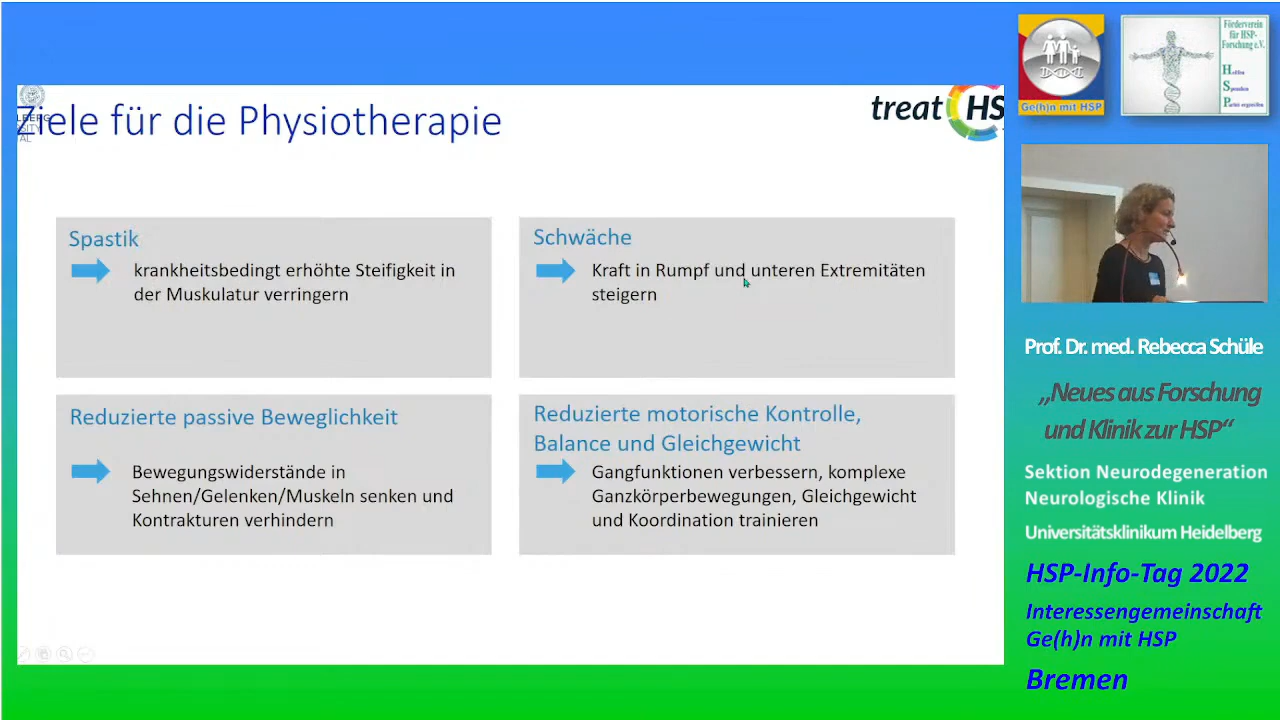 Ziele für die Physiotherapie
treat HS
Spastik
krankheitsbedingt erhöhte Steifigkeit in
der Muskulatur verringern
Schwäche
Kraft in Rumpf und unteren Extremitäten
steigern
Reduzierte passive Beweglichkeit
Bewegungswiderstände in
Sehnen/Gelenken/Muskeln senken und
Kontrakturen verhindern
Reduzierte motorische Kontrolle,
Balance und Gleichgewicht
Gangfunktionen verbessern, komplexe
Ganzkörperbewegungen, Gleichgewicht
und Koordination trainieren
Ge(h)n mit HSP
Förderverein
für HSP-
Forschung e.V.
Hoffen
Spenden
Prof. Dr. med. Rebecca Schüle
„Neues aus Forschung
und Klinik zur HSP“
Sektion Neurodegeneration
Neurologische Klinik
Universitätsklinikum Heidelberg
HSP-Info-Tag 2022
Interessengemeinschaft
Ge(h)n mit HSP
Bremen